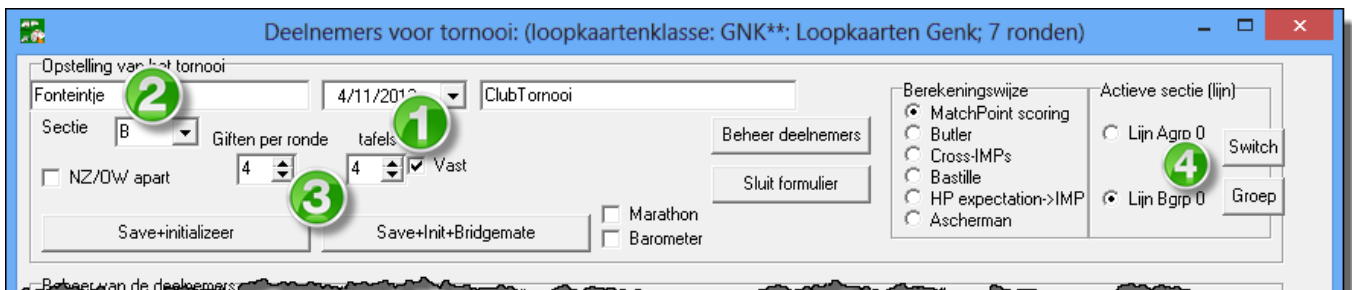 Deelnemers voor tornooi: (loopkaartenklasse: GNK**: Loopkaarten Genk; 7 ronden)
Opstelling van het tornooi
Fonteintje
4/11/2013
ClubTornooi
Sectie
B
2
1
Giften per ronde
tafels
4
4
Vast
NZ/OW apart
3
Beheer deelnemers
Sluit formulier
Save+initializeer
Save+Init+Bridgemate
Marathon
Barometer
Berekeningswijze
MatchPoint scoring
Butler
Cross-IMPs
Bastille
HP expectation->IMP
Ascherman
Actieve sectie (lijn)
Lijn Agrp 0
4
Lijn Bgrp 0
Switch
Groep
Beheer van de deelnemers